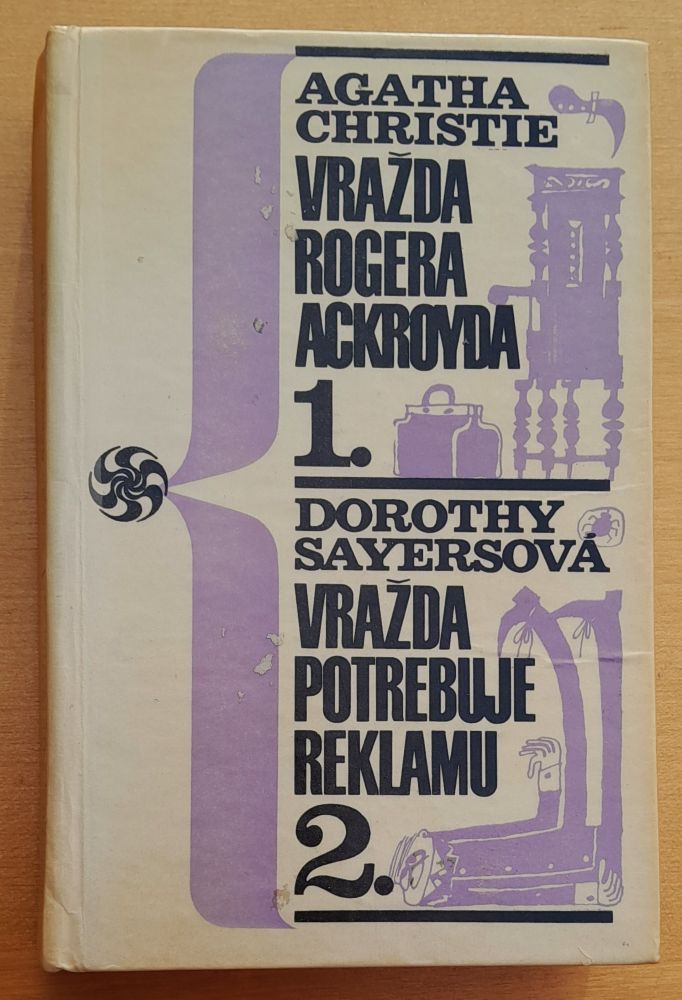 AGATHA
CHRISTIE
VRAŽDA
ROGERA
ACKROYDA
1.
DOROTHY
SAYERSOVÁ
VRAŽDA
POTREBUJE
REKLAMU
2.